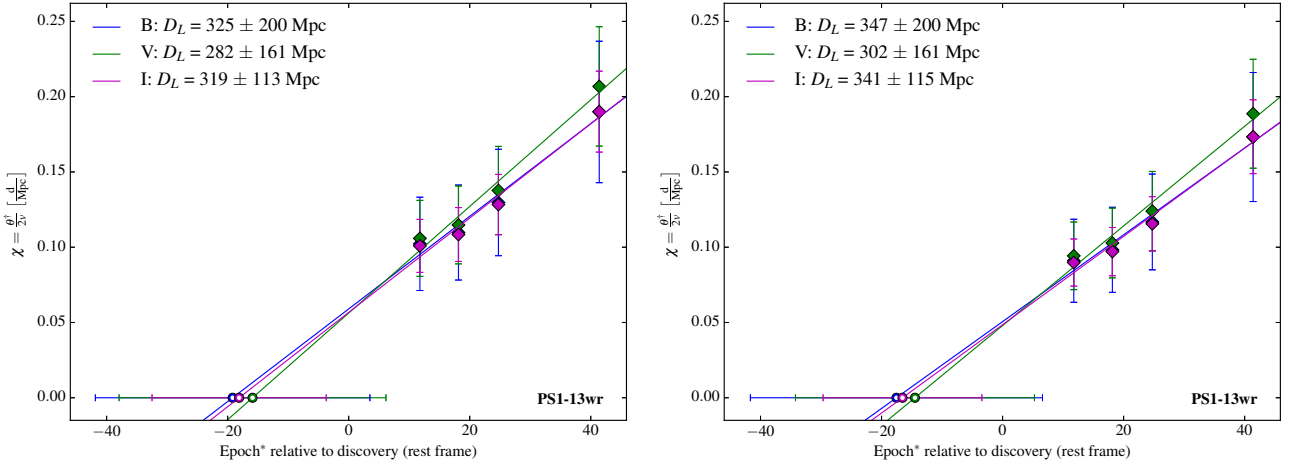 B: D_L = 325 ± 200 Mpc
V: D_L = 282 ± 161 Mpc
I: D_L = 319 ± 113 Mpc
0.25
0.20
0.15
0.10
0.05
0.00
χ = θ†/2ν [d/Mpc]
PS1-13wr
−40 −20 0 20 40
Epoch* relative to discovery (rest frame)
B: D_L = 347 ± 200 Mpc
V: D_L = 302 ± 161 Mpc
I: D_L = 341 ± 115 Mpc
0.25
0.20
0.15
0.10
0.05
0.00
χ = θ†/2ν [d/Mpc]
PS1-13wr
−40 −20 0 20 40
Epoch* relative to discovery (rest frame)